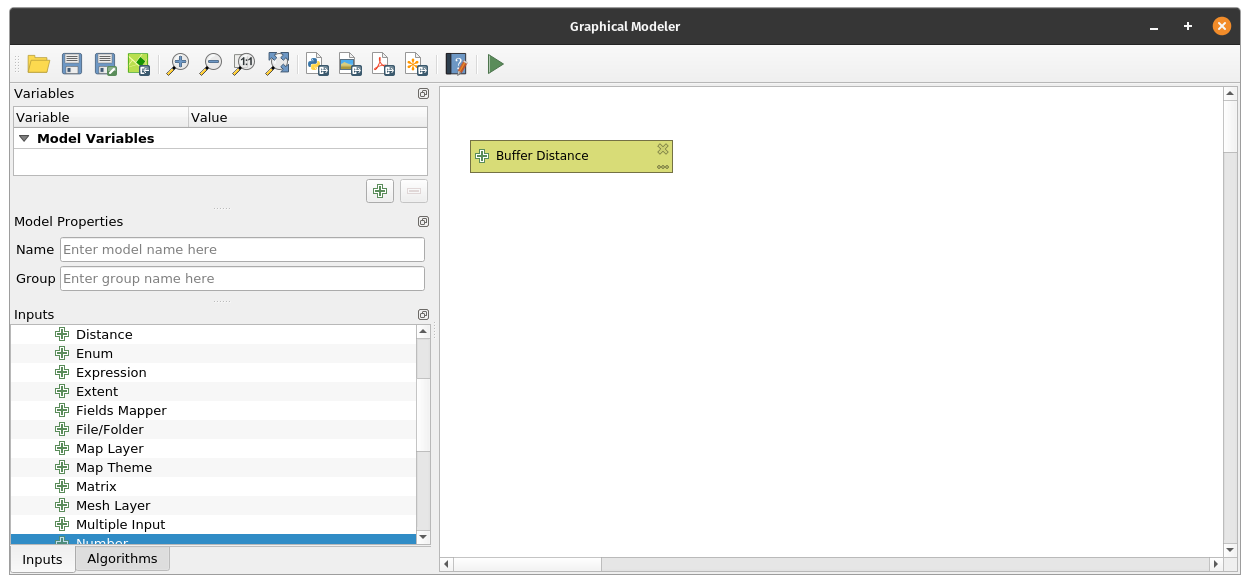 Graphical Modeler
1:1
Variables
Variable Value
Model Variables
Model Properties
Name Enter model name here
Group Enter group name here
Inputs
Distance
Enum
Expression
Extent
Fields Mapper
File/Folder
Map Layer
Map Theme
Matrix
Mesh Layer
Multiple Input
Number
Inputs Algorithms
Buffer Distance